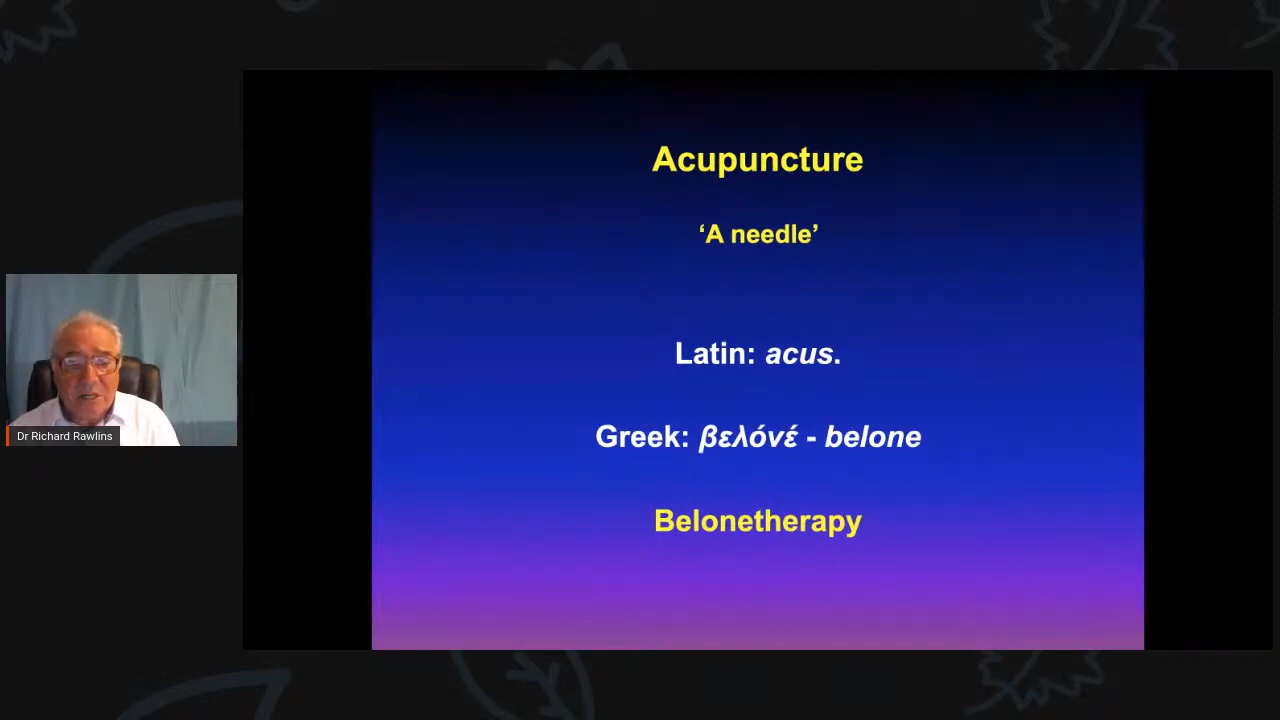 Acupuncture
‘A needle’
Latin: acus.
Greek: βελόνέ - belone
Belonetherapy
Dr Richard Rawlins